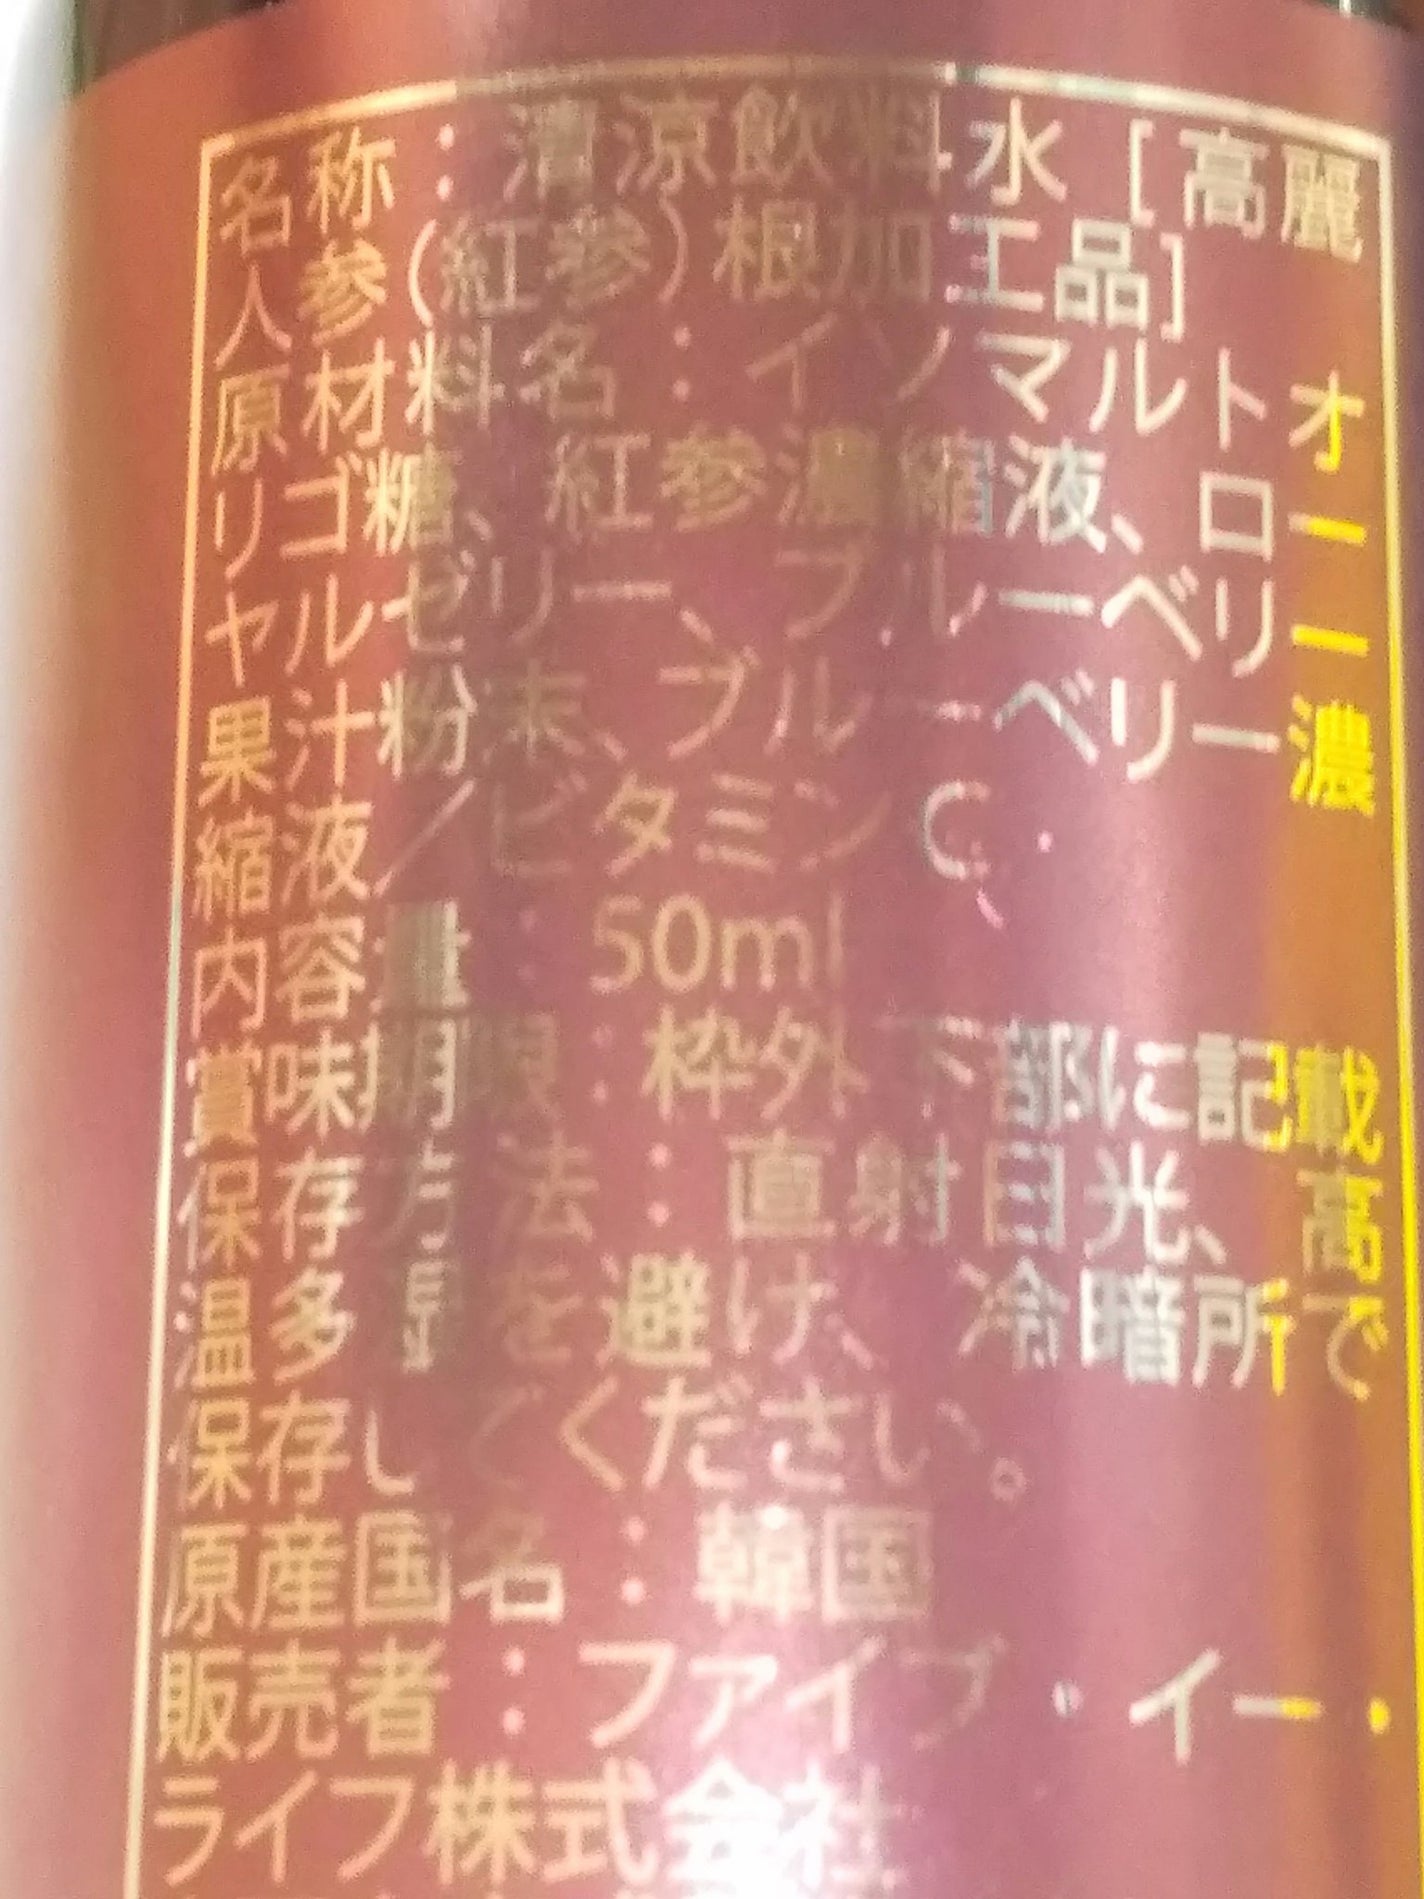 名称：清涼飲料水［高麗
人参(紅参)根加工品］
原材料名：イソマルトオ
リゴ糖、紅参濃縮液、ロー
ヤルゼリー、ブルーベリー
果汁粉末、ブルーベリー濃
縮液／ビタミンC
内容量：50ml
賞味期限：枠外下部に記載
保存方法：直射日光、高
温多湿を避け、冷暗所で
保存してください。
原産国名：韓国
販売者：ファイブ・イー・
ライフ株式会社